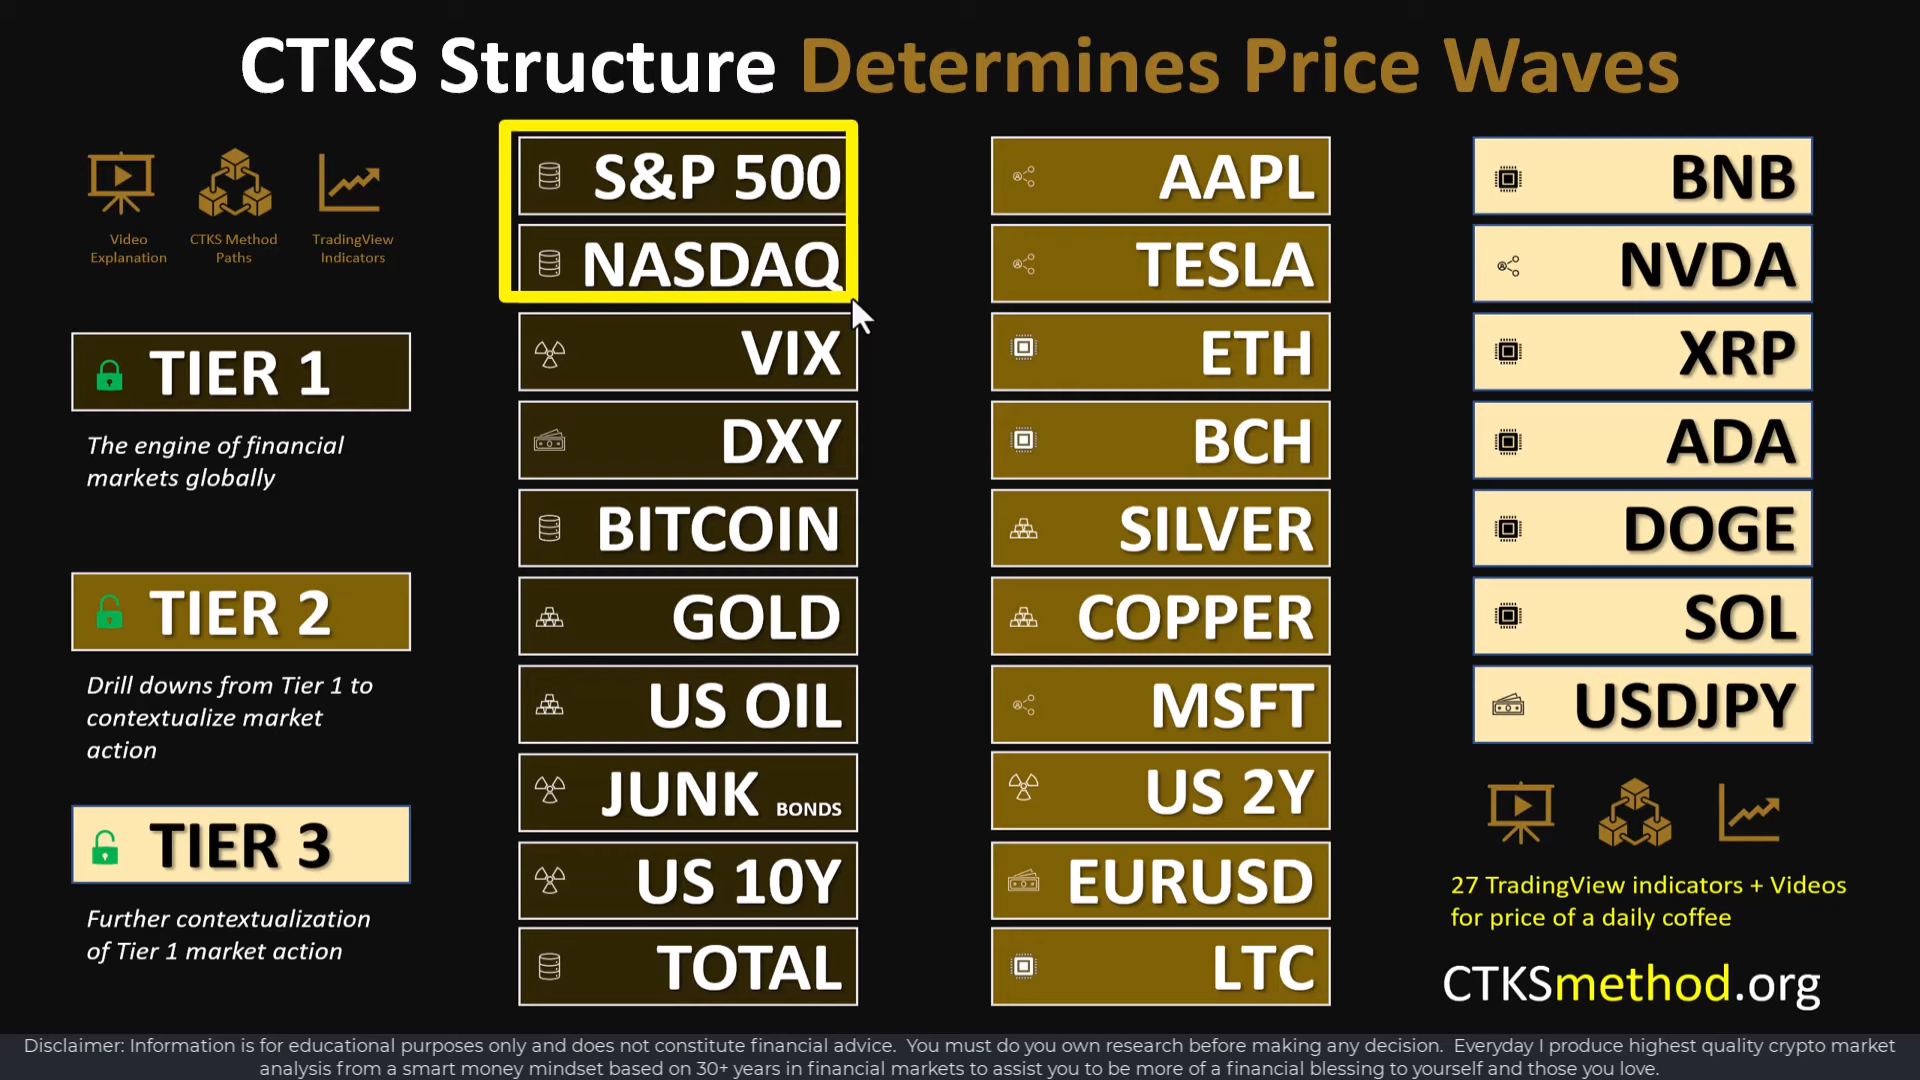 CTKS Structure Determines Price Waves
Video
Explanation
CTKS Method
Paths
TradingView
Indicators
TIER 1
The engine of financial
markets globally
TIER 2
Drill downs from Tier 1 to
contextualize market
action
TIER 3
Further contextualization
of Tier 1 market action
S&P 500
NASDAQ
VIX
DXY
BITCOIN
GOLD
US OIL
JUNK BONDS
US 10Y
TOTAL
AAPL
TESLA
ETH
BCH
SILVER
COPPER
MSFT
US 2Y
EURUSD
LTC
BNB
NVDA
XRP
ADA
DOGE
SOL
USDJPY
27 TradingView indicators + Videos
for price of a daily coffee
CTKSmethod.org
Disclaimer: Information is for educational purposes only and does not constitute financial advice. You must do you own research before making any decision. Everyday I produce highest quality crypto market
analysis from a smart money mindset based on 30+ years in financial markets to assist you to be more of a financial blessing to yourself and those you love.